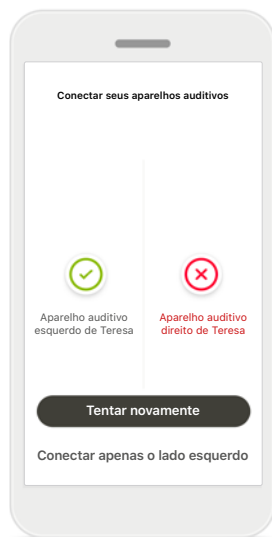 Conectar seus aparelhos auditivos
Aparelho auditivo
esquerdo de Teresa
Aparelho auditivo
direito de Teresa
Tentar novamente
Conectar apenas o lado esquerdo